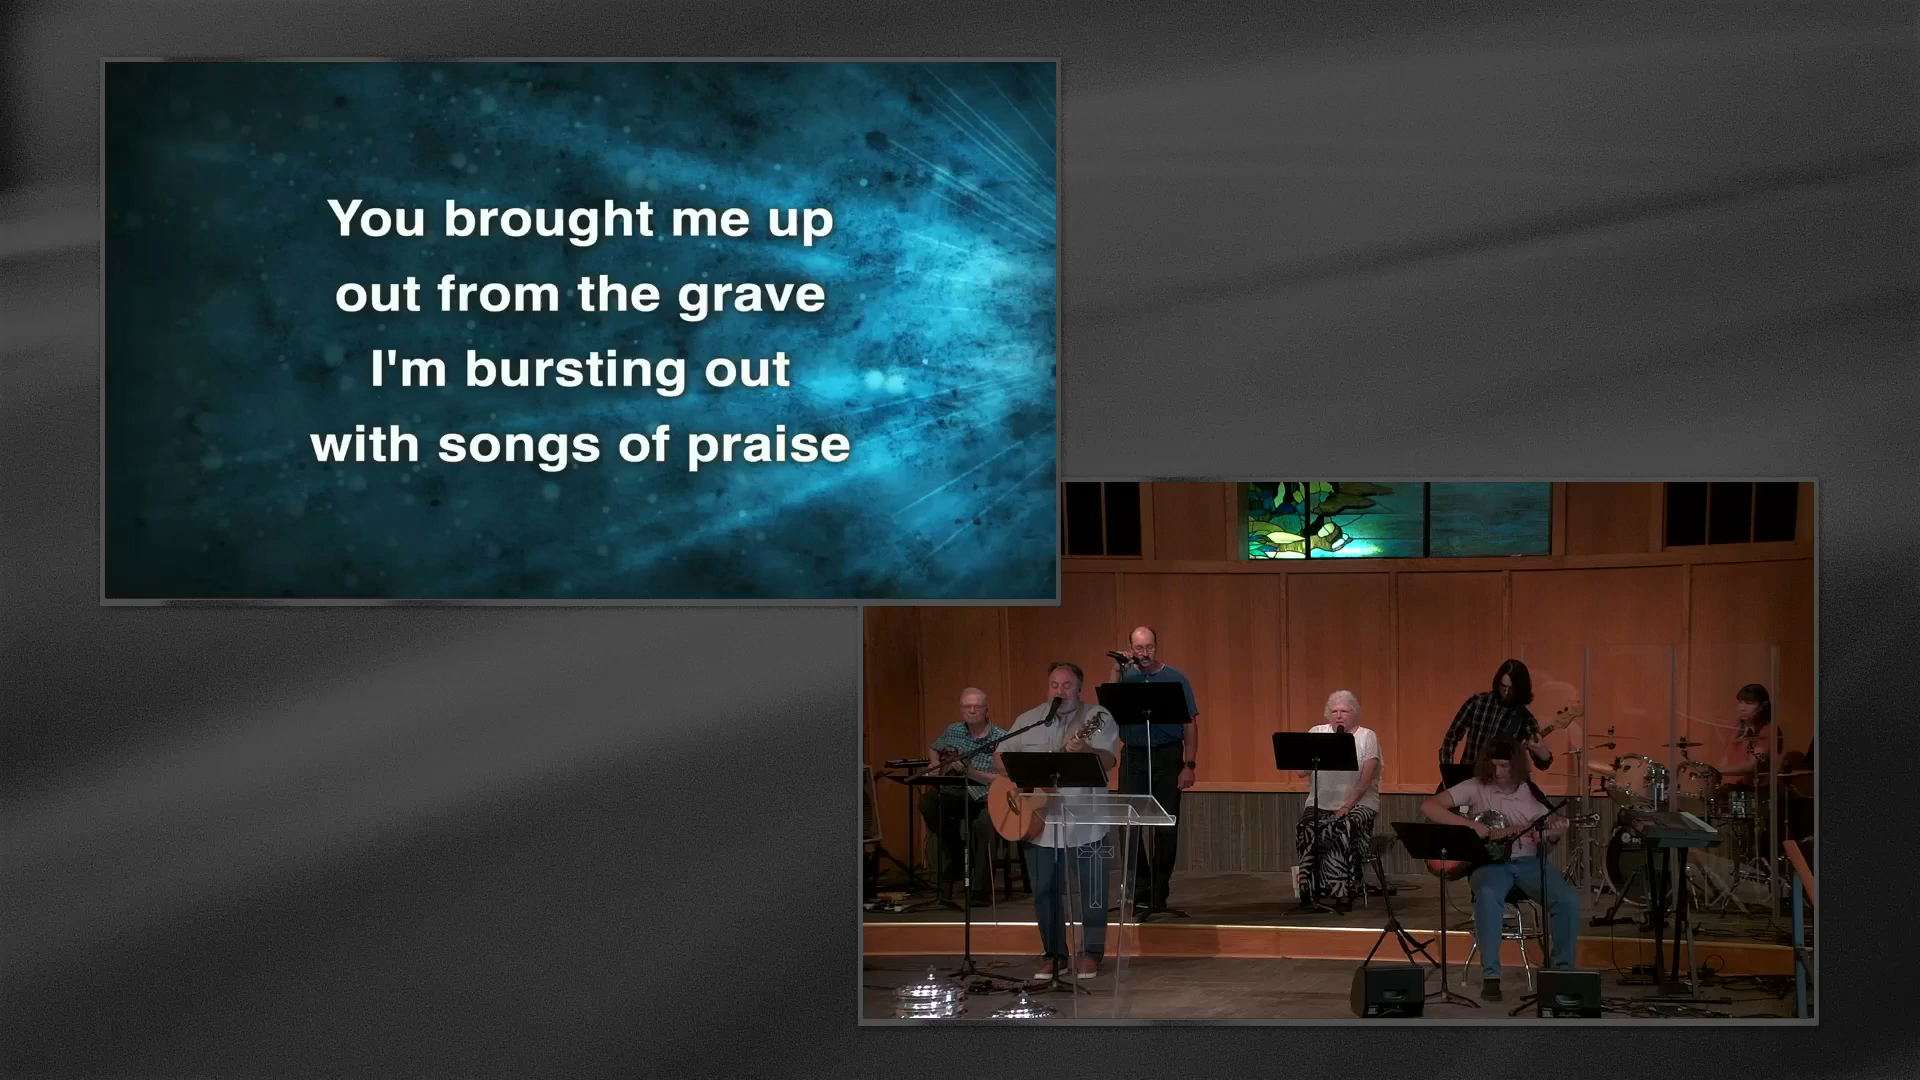 You brought me up
out from the grave
I'm bursting out
with songs of praise